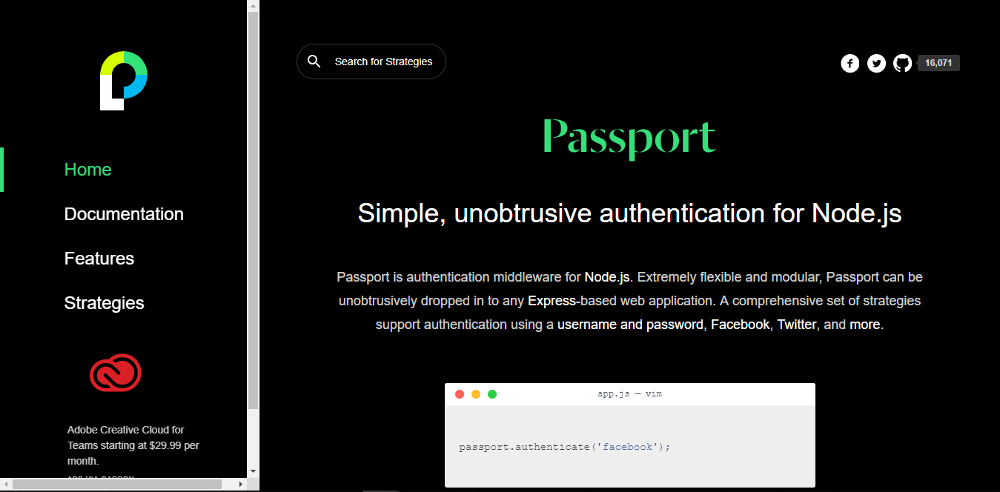 Home
Documentation
Features
Strategies
Adobe Creative Cloud for
Teams starting at $29.99 per
month.
Search for Strategies
16,071
Passport
Simple, unobtrusive authentication for Node.js
Passport is authentication middleware for Node.js. Extremely flexible and modular, Passport can be
unobtrusively dropped in to any Express-based web application. A comprehensive set of strategies
support authentication using a username and password, Facebook, Twitter, and more.
app.js — vim
passport.authenticate('facebook');